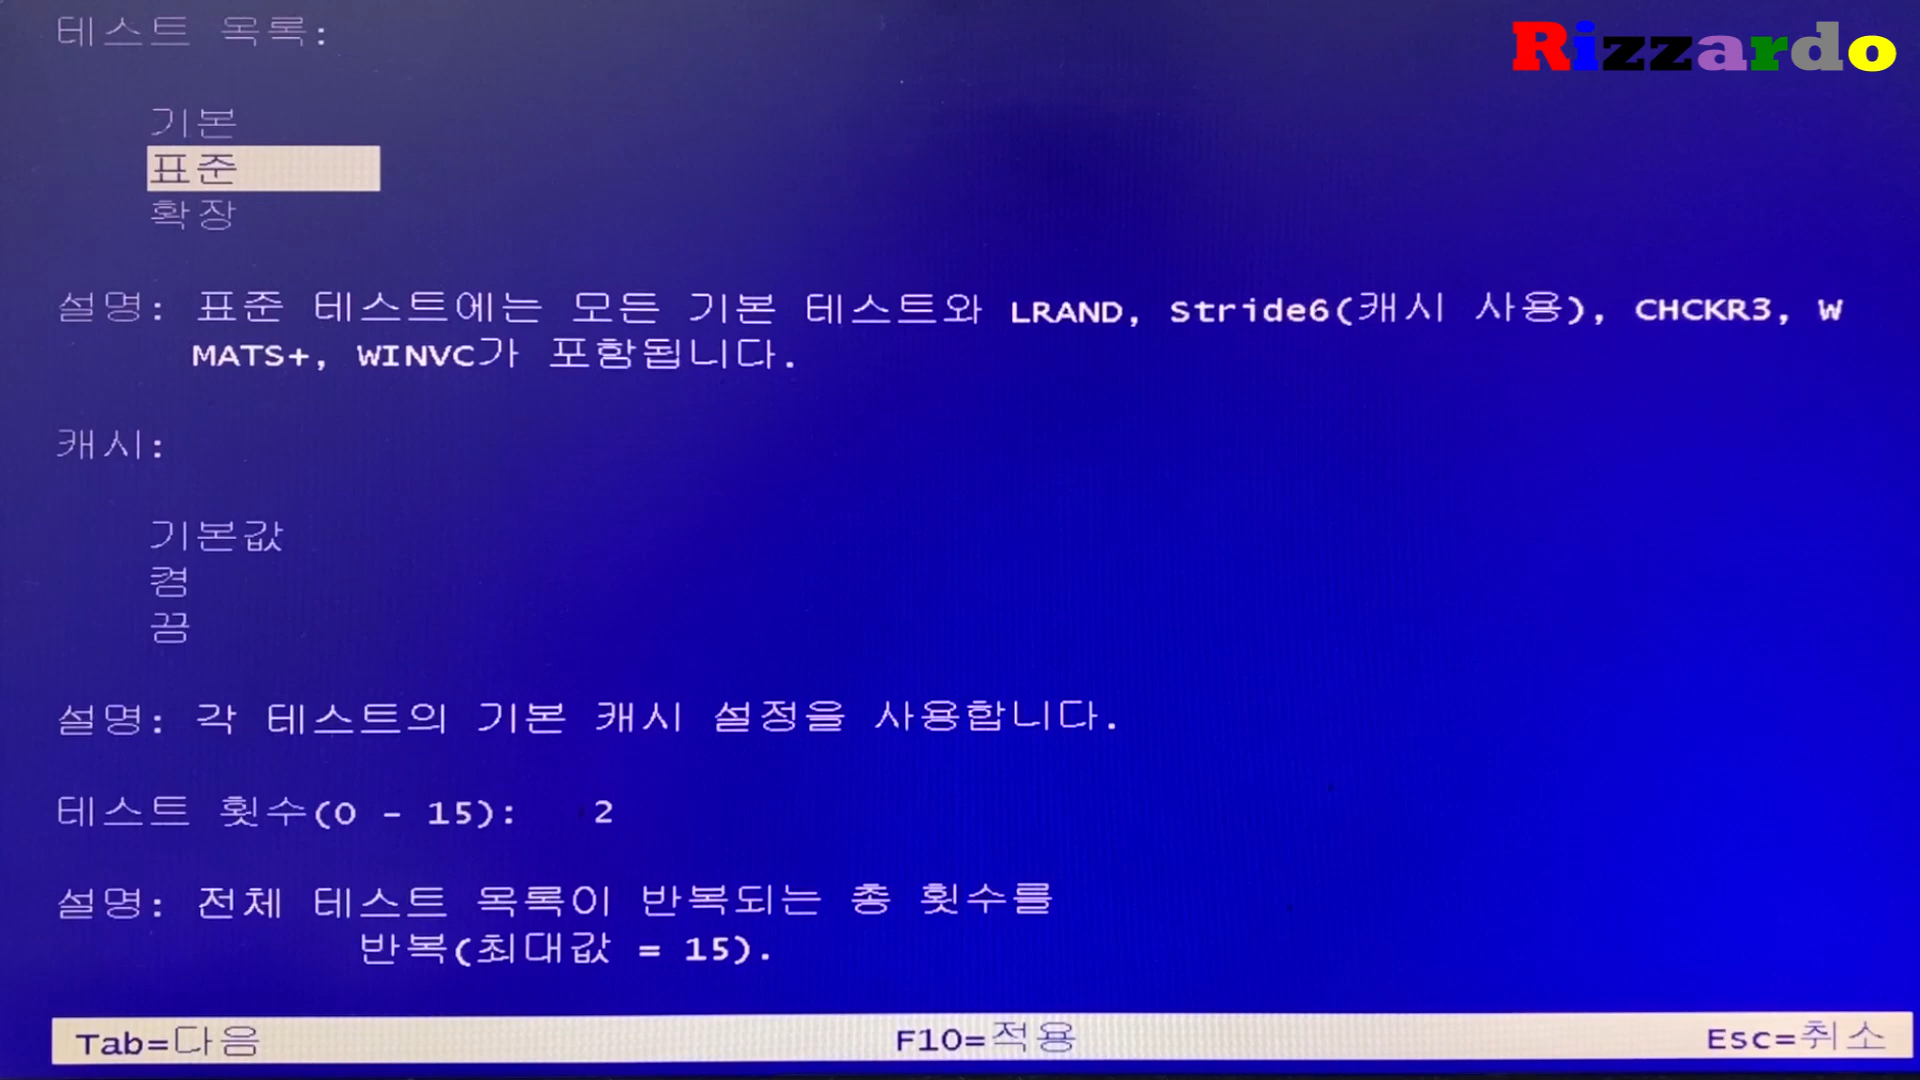 테스트 목록:
Rizzardo
기본
표준
확장
설명: 표준 테스트에는 모든 기본 테스트와 LRAND, Stride6(캐시 사용), CHCKR3, W
MATS+, WINVC가 포함됩니다.
캐시:
기본값
켬
끔
설명: 각 테스트의 기본 캐시 설정을 사용합니다.
테스트 횟수(0 - 15): 2
설명: 전체 테스트 목록이 반복되는 총 횟수를
반복(최대값 = 15).
Tab=다음 F10=적용 Esc=취소